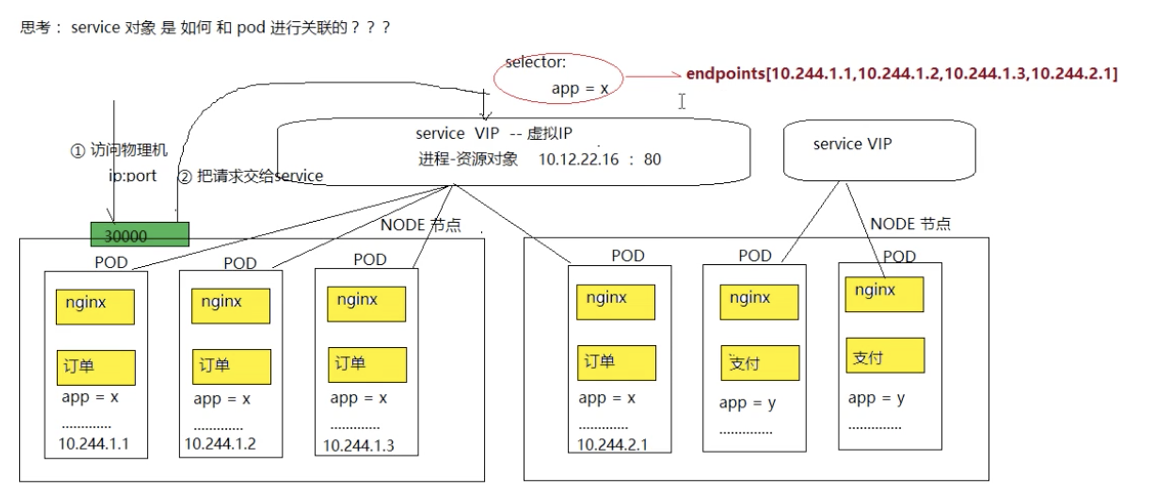 思考： service 对象 是 如何 和 pod 进行关联的？？？
selector:
app = x
endpoints[10.244.1.1,10.244.1.2,10.244.1.3,10.244.2.1]
① 访问物理机
ip:port
② 把请求交给service
service VIP -- 虚拟IP
进程-资源对象 10.12.22.16 : 80
service VIP
30000
NODE 节点
POD
nginx
订单
app = x
.............
10.244.1.1
POD
nginx
订单
app = x
.............
10.244.1.2
POD
nginx
订单
app = x
.............
10.244.1.3
NODE 节点
POD
nginx
订单
app = x
.............
10.244.2.1
POD
nginx
支付
app = y
..............
POD
nginx
支付
app = y
..............